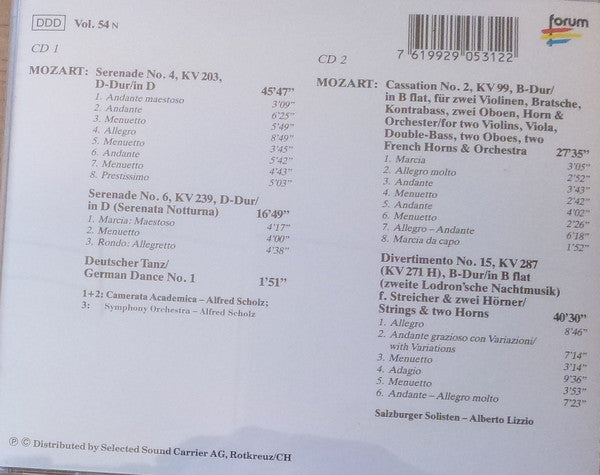 DDD Vol. 54 N
forum
7 619929 053122
CD 1
MOZART: Serenade No. 4, KV 203,
D-Dur/in D 45'47"
1. Andante maestoso 3'09"
2. Andante 6'25"
3. Menuetto 5'49"
4. Allegro 8'49"
5. Menuetto 3'45"
6. Andante 5'42"
7. Menuetto 4'43"
8. Prestissimo 5'03"
Serenade No. 6, KV 239, D-Dur/
in D (Serenata Notturna) 16'49"
1. Marcia: Maestoso 4'17"
2. Menuetto 4'00"
3. Rondo: Allegretto 4'38"
Deutscher Tanz/
German Dance No. 1 1'51"
1+2: Camerata Academica – Alfred Scholz;
3: Symphony Orchestra – Alfred Scholz
CD 2
MOZART: Cassation No. 2, KV 99, B-Dur/
in B flat, für zwei Violinen, Bratsche,
Kontrabass, zwei Oboen, Horn &
Orchester/for two Violins, Viola,
Double-Bass, two Oboes, two
French Horns & Orchestra 27'35"
1. Marcia 3'05"
2. Allegro molto 2'52"
3. Andante 3'43"
4. Menuetto 2'42"
5. Andante 4'02"
6. Menuetto 2'26"
7. Allegro – Andante 6'18"
8. Marcia da capo 1'52"
Divertimento No. 15, KV 287
(KV 271 H), B-Dur/in B flat
(zweite Lodron'sche Nachtmusik)
f. Streicher & zwei Hörner/
Strings & two Horns 40'30"
1. Allegro 8'46"
2. Andante grazioso con Variazioni/
with Variations 7'14"
3. Menuetto 3'14"
4. Adagio 9'36"
5. Menuetto 3'53"
6. Andante – Allegro molto 7'23"
Salzburger Solisten – Alberto Lizzio
℗ © Distributed by Selected Sound Carrier AG, Rotkreuz/CH